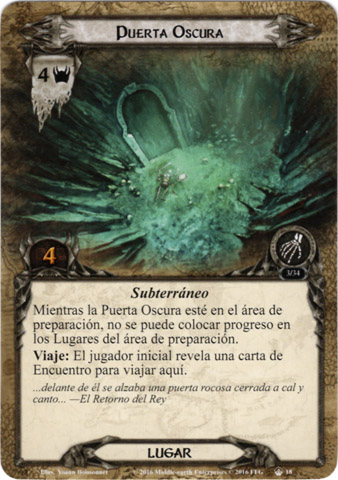 Puerta Oscura
4
4
3/34
Subterráneo
Mientras la Puerta Oscura esté en el área de
preparación, no se puede colocar progreso en
los Lugares del área de preparación.
Viaje: El jugador inicial revela una carta de
Encuentro para viajar aquí.
...delante de él se alzaba una puerta rocosa cerrada a cal y
canto... —El Retorno del Rey
LUGAR
©2016 Middle-earth Enterprises ©2016 FFG
18